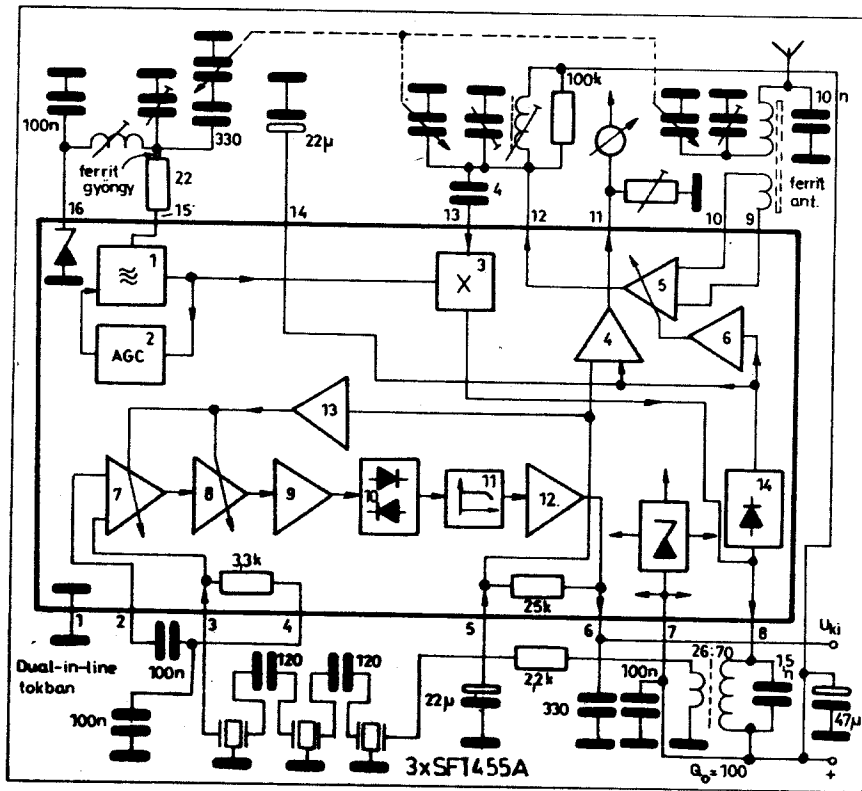 100n
330
22µ
100k
10 n
ferrit
gyöngy
22
4
ferrit
ant.
16
15
14
13
12
11
10
9
1
3
X
5
2
AGC
4
6
13
7
8
9
10
11
12.
14
3,3k
25k
1
2
3
4
5
6
7
8
Uki
Dual-in-line
tokban
100n
120
120
2,2k
100n
26:70
1,5
n
100n
22µ
330
47µ
3xSFT455A
Qo=100
+